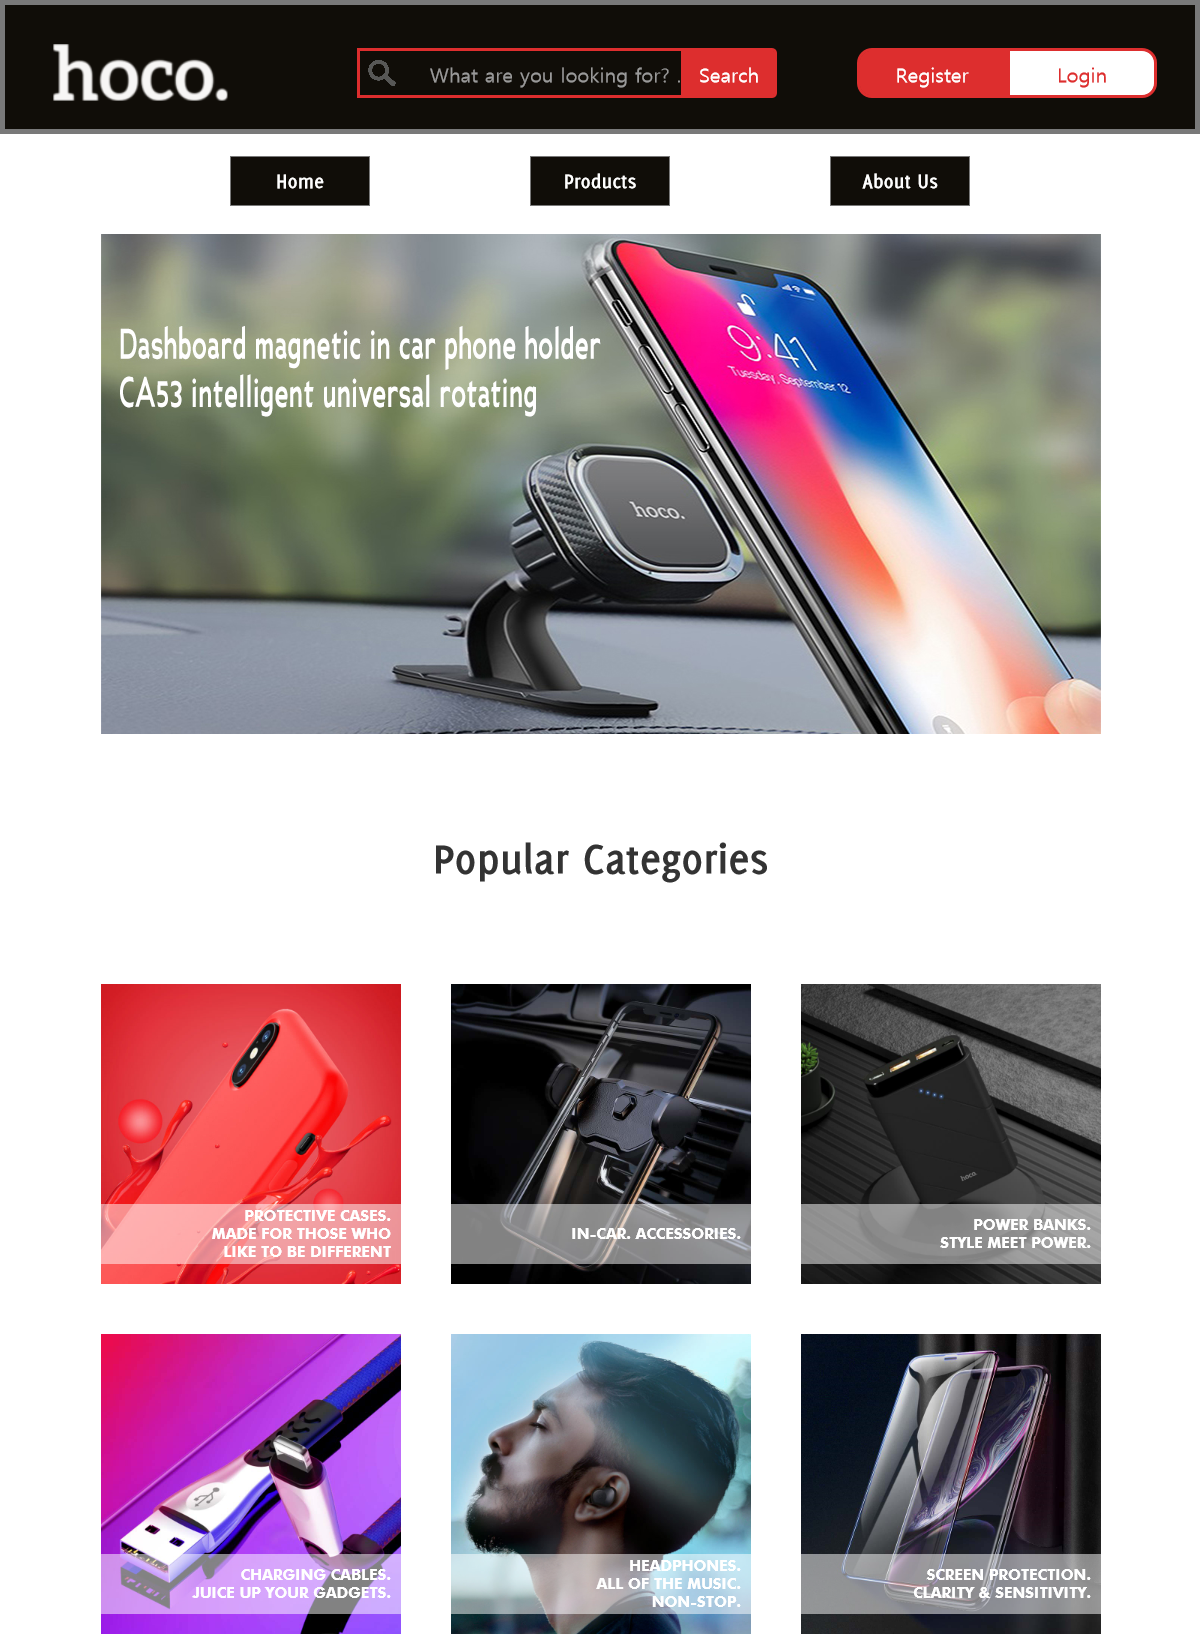 hoco.
What are you looking for? .
Search
Register
Login
Home
Products
About Us
Dashboard magnetic in car phone holder
CA53 intelligent universal rotating
9:41
Tuesday, September 12
hoco.
Popular Categories
PROTECTIVE CASES.
MADE FOR THOSE WHO
LIKE TO BE DIFFERENT
IN-CAR. ACCESSORIES.
hoco.
POWER BANKS.
STYLE MEET POWER.
CHARGING CABLES.
JUICE UP YOUR GADGETS.
HEADPHONES.
ALL OF THE MUSIC.
NON-STOP.
SCREEN PROTECTION.
CLARITY & SENSITIVITY.